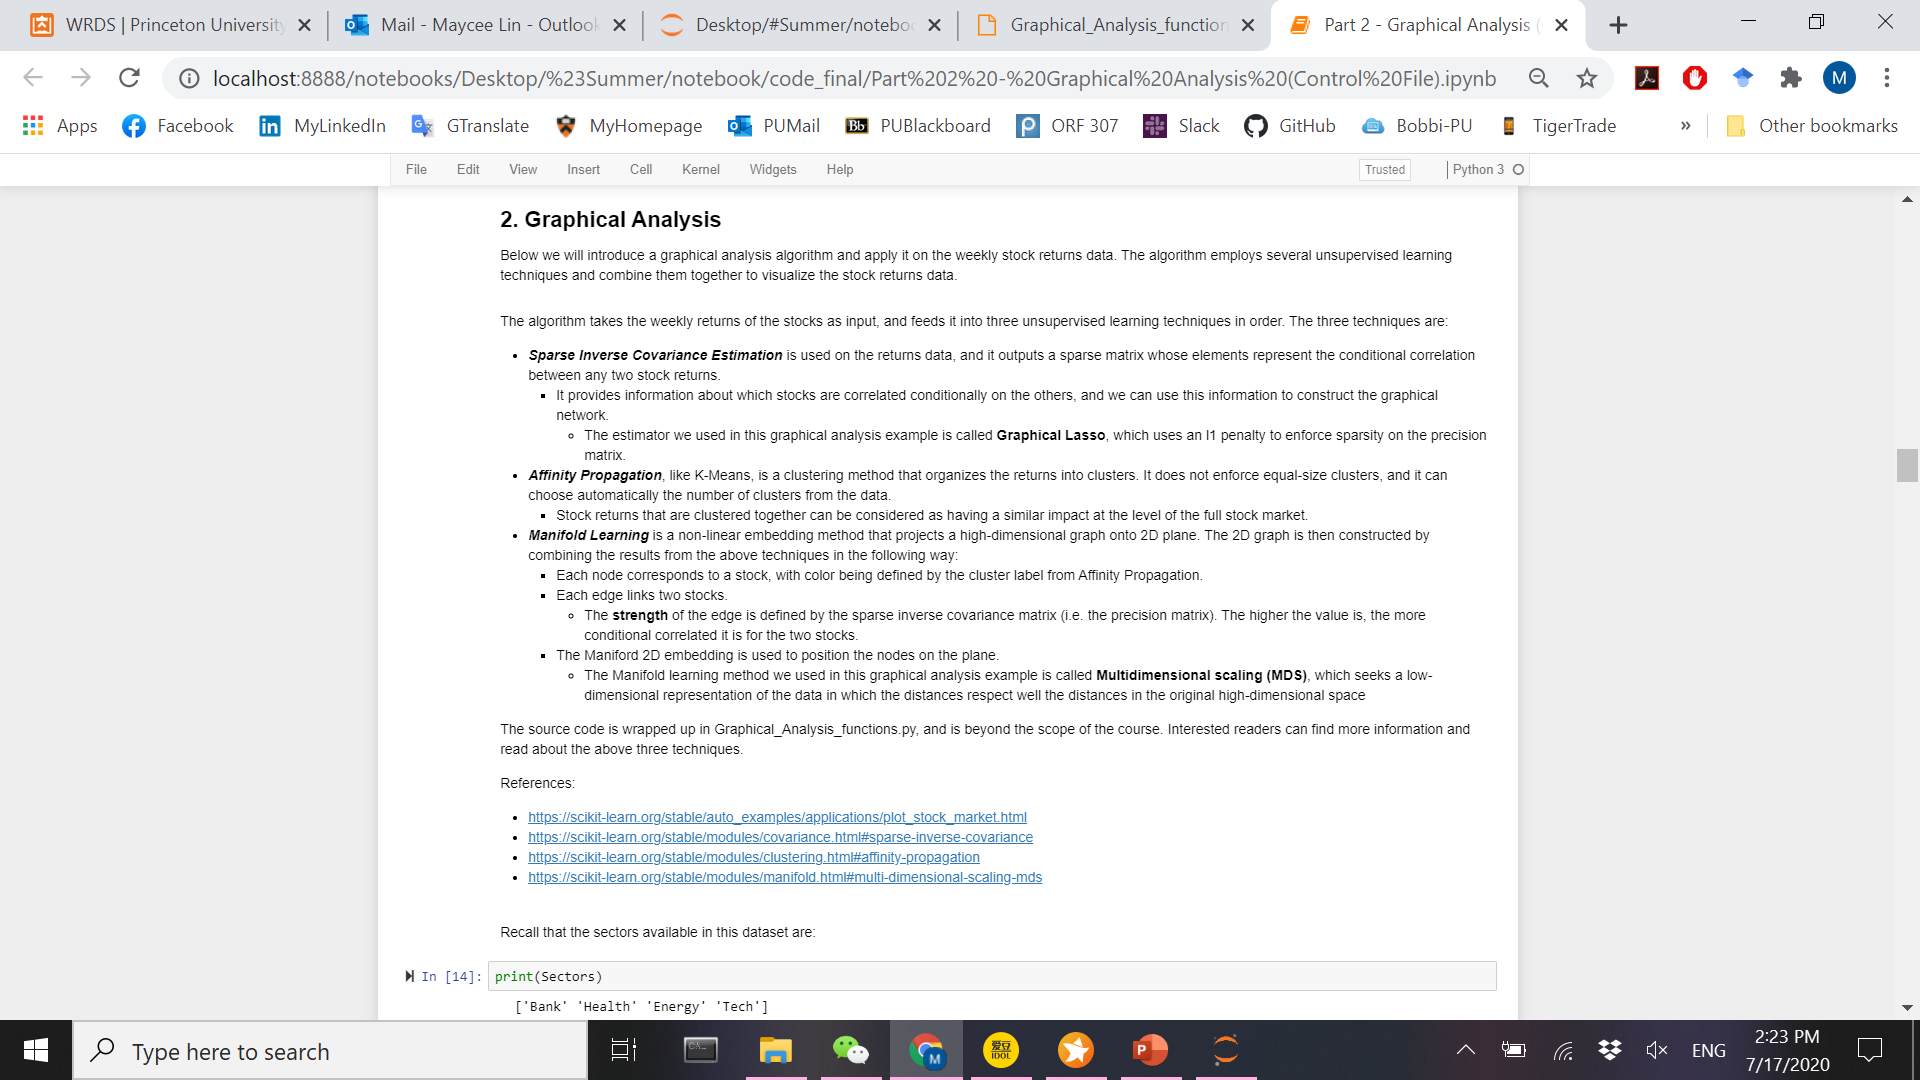 WRDS | Princeton University
Mail - Maycee Lin - Outlook
Desktop/#Summer/notebo
Graphical_Analysis_function
Part 2 - Graphical Analysis (
localhost:8888/notebooks/Desktop/%23Summer/notebook/code_final/Part%202%20-%20Graphical%20Analysis%20(Control%20File).ipynb
M
Apps
Facebook
MyLinkedIn
GTranslate
MyHomepage
PUMail
Bb
PUBlackboard
ORF 307
Slack
GitHub
Bobbi-PU
TigerTrade
»
Other bookmarks
File Edit View Insert Cell Kernel Widgets Help
Trusted
Python 3
2. Graphical Analysis
Below we will introduce a graphical analysis algorithm and apply it on the weekly stock returns data. The algorithm employs several unsupervised learning
techniques and combine them together to visualize the stock returns data.
The algorithm takes the weekly returns of the stocks as input, and feeds it into three unsupervised learning techniques in order. The three techniques are:
Sparse Inverse Covariance Estimation is used on the returns data, and it outputs a sparse matrix whose elements represent the conditional correlation
between any two stock returns.
It provides information about which stocks are correlated conditionally on the others, and we can use this information to construct the graphical
network.
The estimator we used in this graphical analysis example is called Graphical Lasso, which uses an l1 penalty to enforce sparsity on the precision
matrix.
Affinity Propagation, like K-Means, is a clustering method that organizes the returns into clusters. It does not enforce equal-size clusters, and it can
choose automatically the number of clusters from the data.
Stock returns that are clustered together can be considered as having a similar impact at the level of the full stock market.
Manifold Learning is a non-linear embedding method that projects a high-dimensional graph onto 2D plane. The 2D graph is then constructed by
combining the results from the above techniques in the following way:
Each node corresponds to a stock, with color being defined by the cluster label from Affinity Propagation.
Each edge links two stocks.
The strength of the edge is defined by the sparse inverse covariance matrix (i.e. the precision matrix). The higher the value is, the more
conditional correlated it is for the two stocks.
The Maniford 2D embedding is used to position the nodes on the plane.
The Manifold learning method we used in this graphical analysis example is called Multidimensional scaling (MDS), which seeks a low-
dimensional representation of the data in which the distances respect well the distances in the original high-dimensional space
The source code is wrapped up in Graphical_Analysis_functions.py, and is beyond the scope of the course. Interested readers can find more information and
read about the above three techniques.
References:
https://scikit-learn.org/stable/auto_examples/applications/plot_stock_market.html
https://scikit-learn.org/stable/modules/covariance.html#sparse-inverse-covariance
https://scikit-learn.org/stable/modules/clustering.html#affinity-propagation
https://scikit-learn.org/stable/modules/manifold.html#multi-dimensional-scaling-mds
Recall that the sectors available in this dataset are:
In [14]: print(Sectors)
['Bank' 'Health' 'Energy' 'Tech']
Type here to search
M
爱豆
IDOL
P
ENG
2:23 PM
7/17/2020